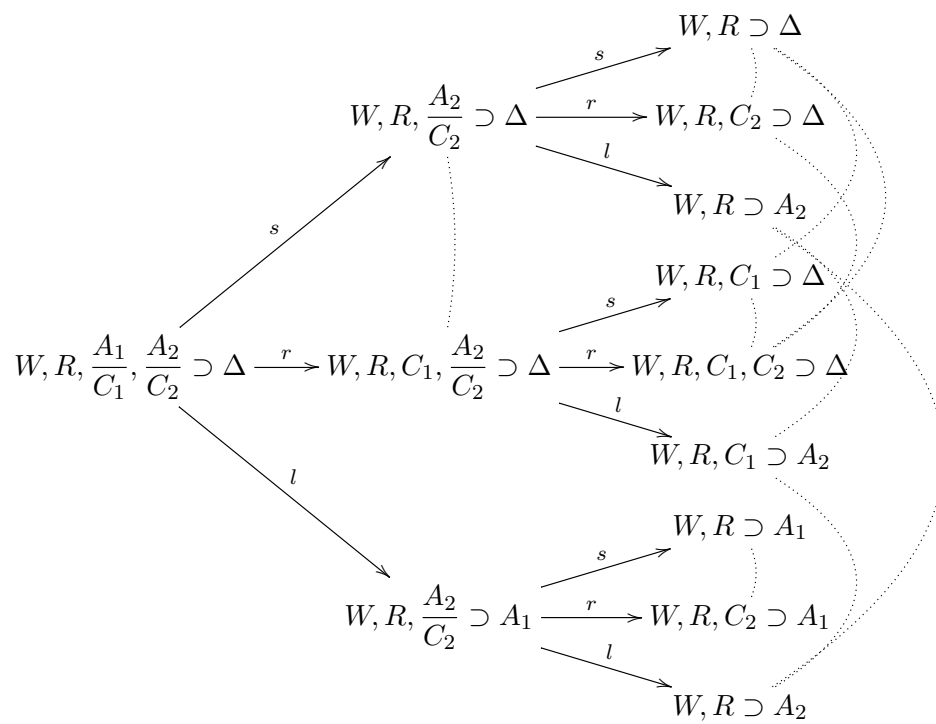 W, R ⊃ Δ
s
W, R, A₂/C₂ ⊃ Δ
r
W, R, C₂ ⊃ Δ
l
W, R ⊃ A₂
s
W, R, C₁ ⊃ Δ
s
W, R, A₁/C₁, A₂/C₂ ⊃ Δ
r
W, R, C₁, A₂/C₂ ⊃ Δ
r
W, R, C₁, C₂ ⊃ Δ
l
W, R, C₁ ⊃ A₂
l
W, R ⊃ A₁
s
W, R, A₂/C₂ ⊃ A₁
r
W, R, C₂ ⊃ A₁
l
W, R ⊃ A₂